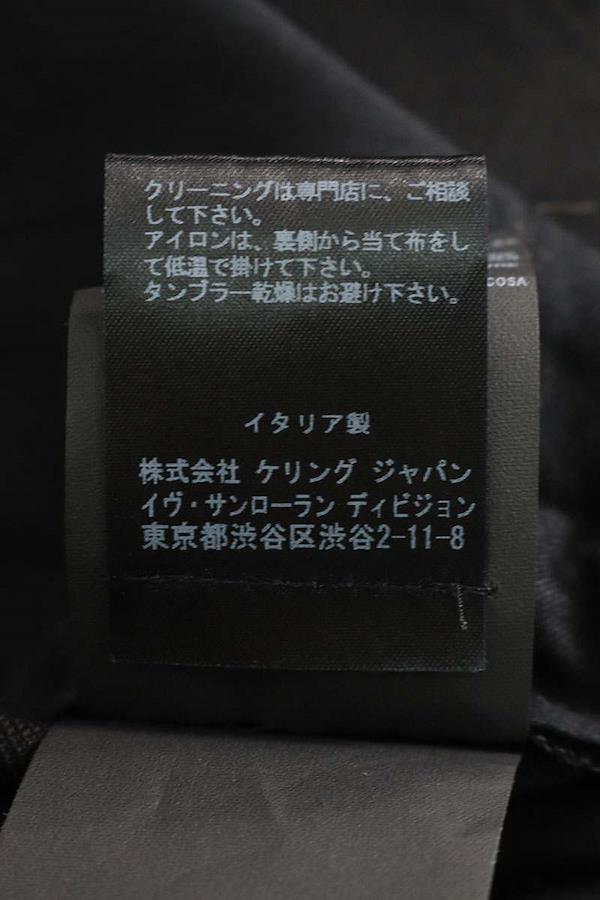 クリーニングは専門店に、ご相談
して下さい。
アイロンは、裏側から当て布をし
て低温で掛けて下さい。
タンブラー乾燥はお避け下さい。
COSA
イタリア製
株式会社 ケリング ジャパン
イヴ・サンローラン ディビジョン
東京都渋谷区渋谷2-11-8